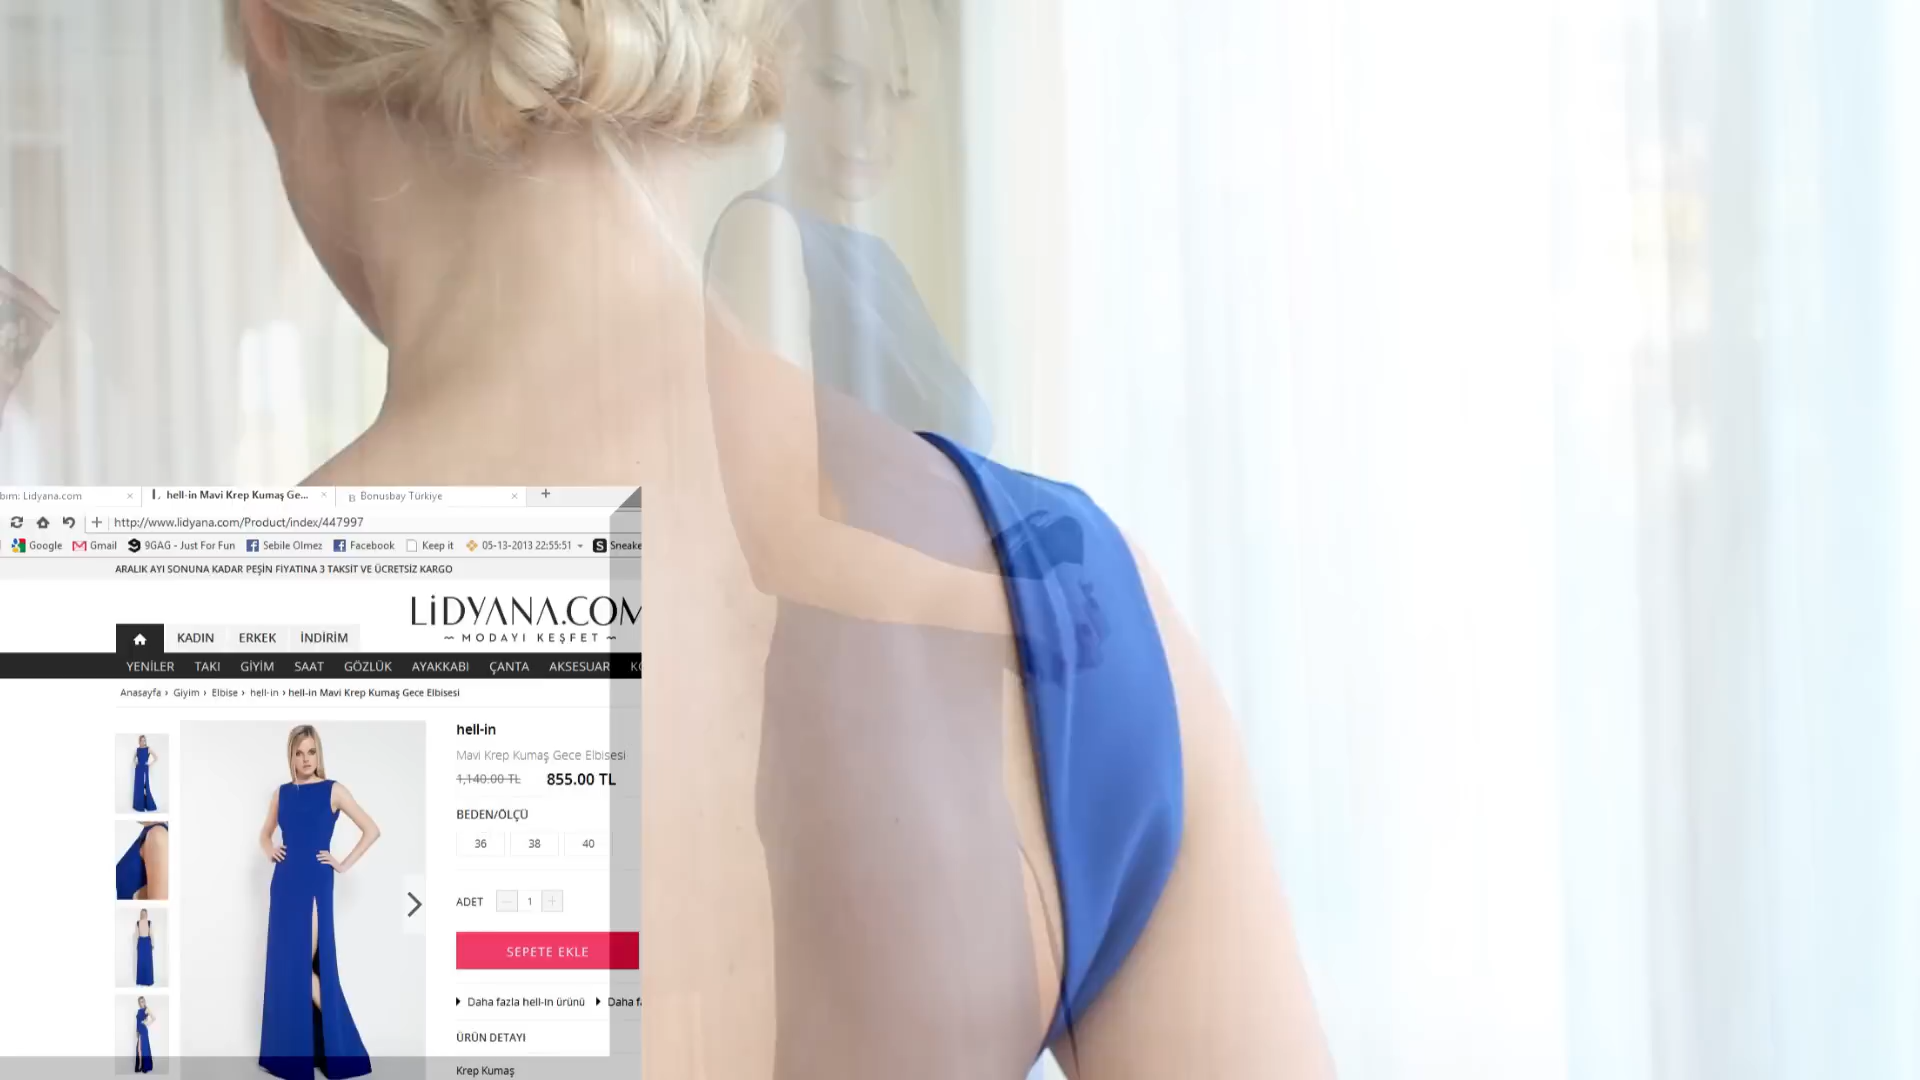 bım: Lidyana.com
hell-in Mavi Krep Kumaş Ge...
Bonusbay Türkiye
http://www.lidyana.com/Product/index/447997
Google Gmail 9GAG - Just For Fun Sebile Olmez Facebook Keep it 05-13-2013 22:55:51 Sneake
ARALIK AYI SONUNA KADAR PEŞİN FİYATINA 3 TAKSİT VE ÜCRETSİZ KARGO
LiDYANA.COM
~ MODAYI KEŞFET ~
KADIN ERKEK İNDİRİM
YENİLER TAKI GİYİM SAAT GÖZLÜK AYAKKABI ÇANTA AKSESUAR
Anasayfa › Giyim › Elbise › hell-in › hell-in Mavi Krep Kumaş Gece Elbisesi
hell-in
Mavi Krep Kumaş Gece Elbisesi
1,140.00 TL 855.00 TL
BEDEN/ÖLÇÜ
36 38 40
ADET - 1 +
SEPETE EKLE
Daha fazla hell-in ürünü Daha f
ÜRÜN DETAYI
Krep Kumaş